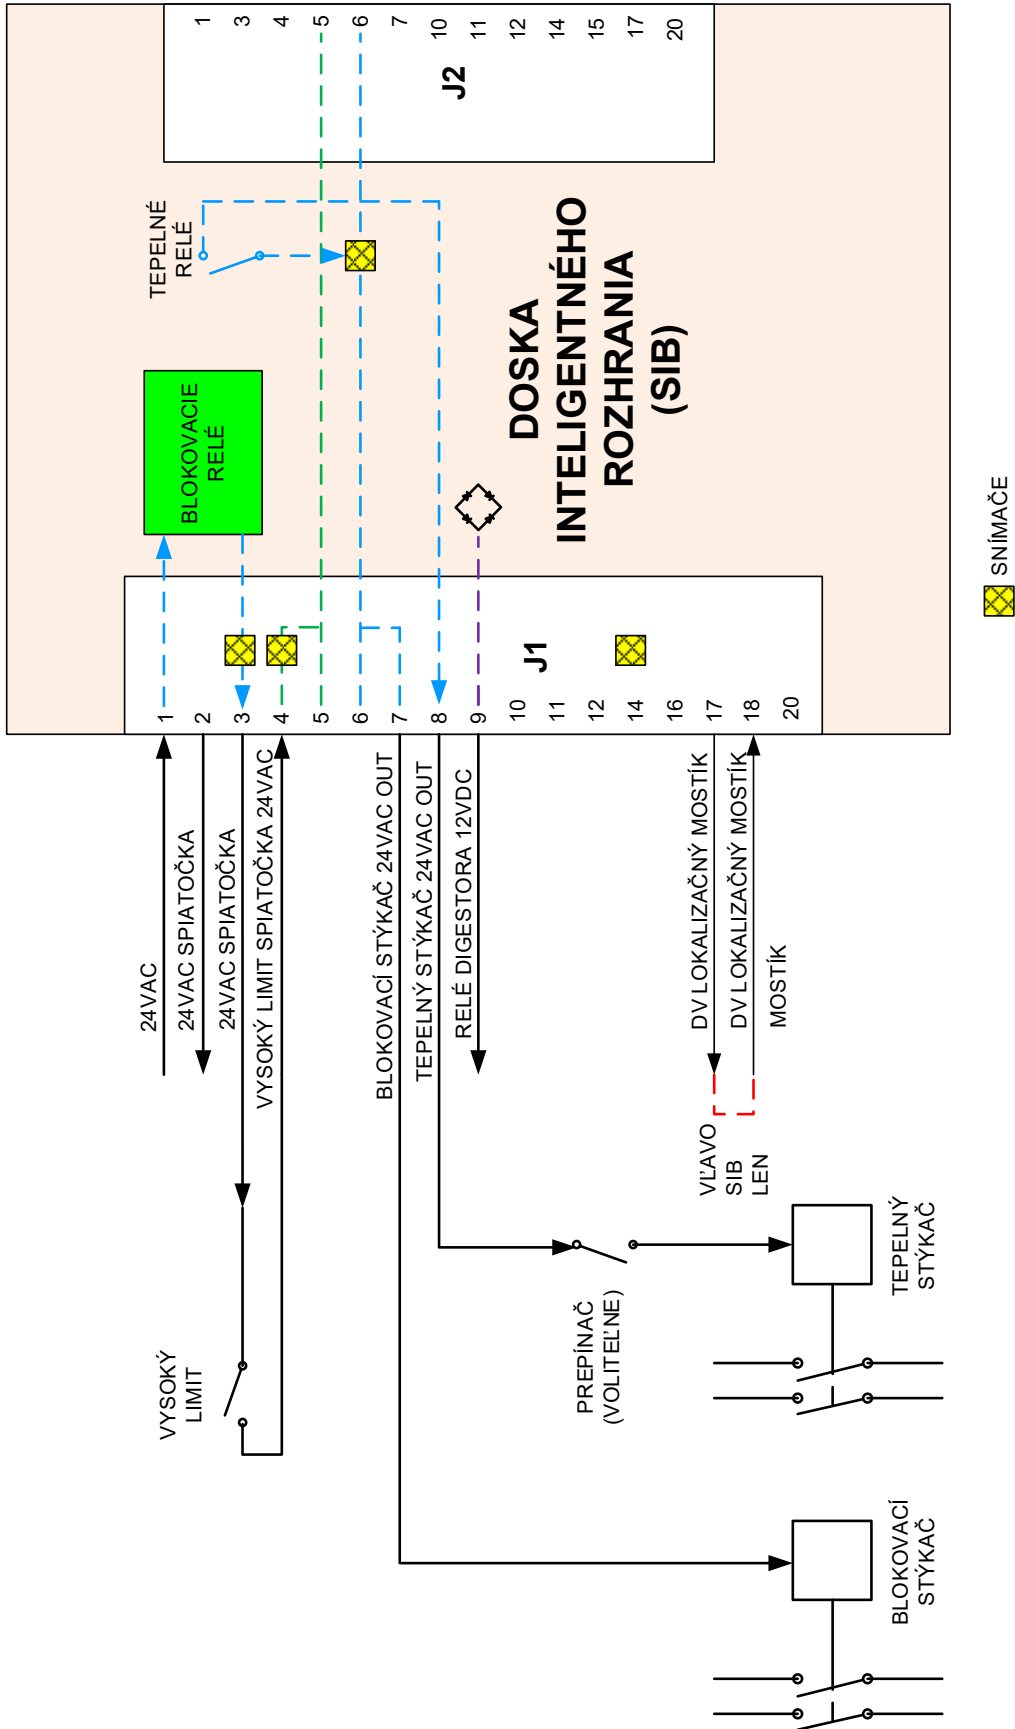 1
3
4
5
6
7
10
11
12
14
15
17
20
J2
TEPELNÉ
RELÉ
BLOKOVACIE
RELÉ
DOSKA
INTELIGENTNÉHO
ROZHRANIA
(SIB)
J1
1
2
3
4
5
6
7
8
9
10
11
12
14
16
17
18
20
24VAC
24VAC SPIATOČKA
24VAC SPIATOČKA
VYSOKÝ LIMIT SPIATOČKA 24VAC
BLOKOVACÍ STÝKAČ 24VAC OUT
TEPELNÝ STÝKAČ 24VAC OUT
RELÉ DIGESTORA 12VDC
DV LOKALIZAČNÝ MOSTÍK
DV LOKALIZAČNÝ MOSTÍK
MOSTÍK
VĽAVO
SIB
LEN
VYSOKÝ
LIMIT
PREPÍNAČ
(VOLITEĽNE)
TEPELNÝ
STÝKAČ
BLOKOVACÍ
STÝKAČ
SNÍMAČE